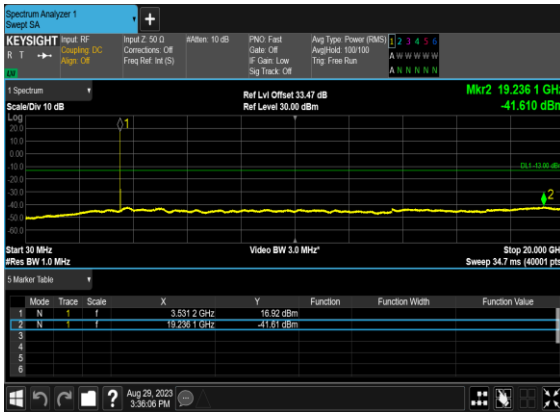 Spectrum Analyzer 1
Swept SA
+
KEYSIGHT Input: RF Input Z: 50 Ω #Atten: 10 dB PNO: Fast Avg Type: Power (RMS) 1 2 3 4 5 6
R T Coupling: DC Corrections: Off Gate: Off Avg|Hold: 100/100 A W W W W W
Align: Off Freq Ref: Int (S) IF Gain: Low Trig: Free Run
Sig Track: Off A N N N N N
1 Spectrum Ref Lvl Offset 33.47 dB Mkr2 19.236 1 GHz
Scale/Div 10 dB Ref Level 30.00 dBm -41.610 dBm
Log
20.0 1
10.0
0.00
-10.0 DL1 -13.00 dBm
-20.0
-30.0 2
-40.0
-50.0
-60.0
Start 30 MHz Video BW 3.0 MHz* Stop 20.000 GHz
#Res BW 1.0 MHz Sweep 34.7 ms (40001 pts)
5 Marker Table
Mode Trace Scale X Y Function Function Width Function Value
1 N 1 f 3.531 2 GHz 16.92 dBm
2 N 1 f 19.236 1 GHz -41.61 dBm
3
4
5
6
? Aug 29, 2023
3:36:06 PM